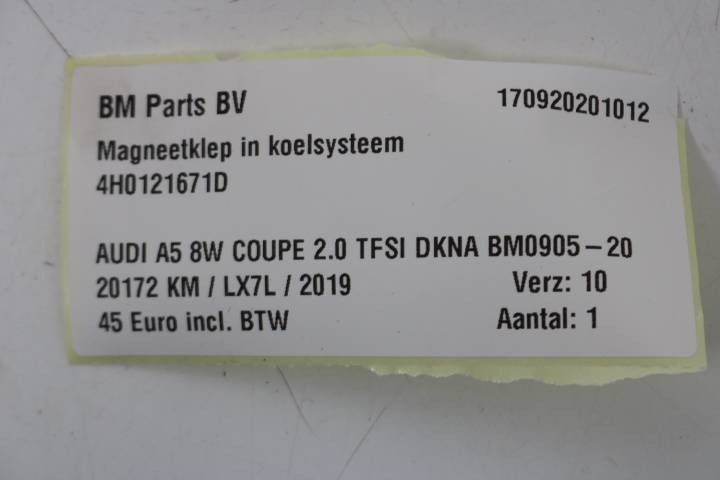 BM Parts BV 170920201012
Magneetklep in koelsysteem
4H0121671D
AUDI A5 8W COUPE 2.0 TFSI DKNA BM0905-20
20172 KM / LX7L / 2019 Verz: 10
45 Euro incl. BTW Aantal: 1